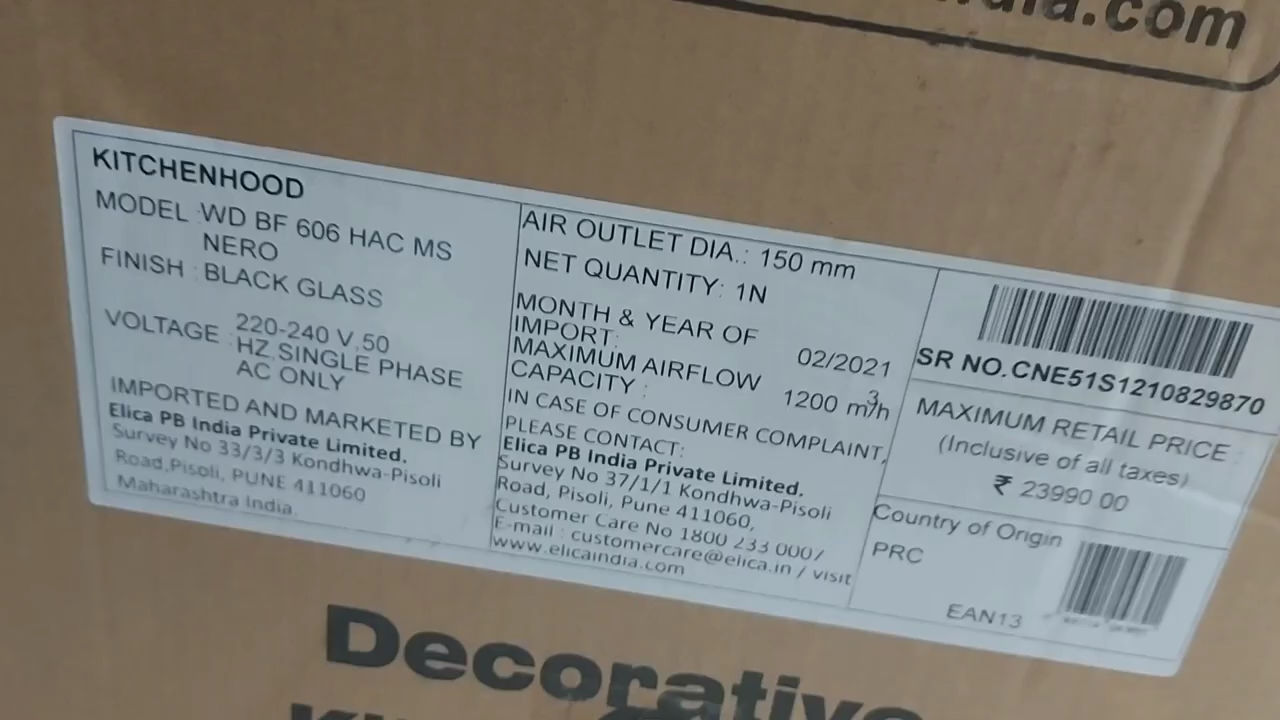 .com
KITCHENHOOD
MODEL : WD BF 606 HAC MS
NERO
FINISH : BLACK GLASS
VOLTAGE : 220-240 V,50
HZ.SINGLE PHASE
AC ONLY
IMPORTED AND MARKETED BY
Elica PB India Private Limited.
Survey No 33/3/3 Kondhwa-Pisoli
Road,Pisoli, PUNE 411060
Maharashtra India.
AIR OUTLET DIA.: 150 mm
NET QUANTITY: 1N
MONTH & YEAR OF
IMPORT: 02/2021
MAXIMUM AIRFLOW
CAPACITY : 1200 m3/h
IN CASE OF CONSUMER COMPLAINT,
PLEASE CONTACT:
Elica PB India Private Limited.
Survey No 37/1/1 Kondhwa-Pisoli
Road, Pisoli, Pune 411060,
Customer Care No 1800 233 0007
E-mail : customercare@elica.in / visit
www.elicaindia.com
SR NO.CNE51S1210829870
MAXIMUM RETAIL PRICE :
(Inclusive of all taxes)
₹ 23990 00
Country of Origin
PRC
EAN13
Decorative